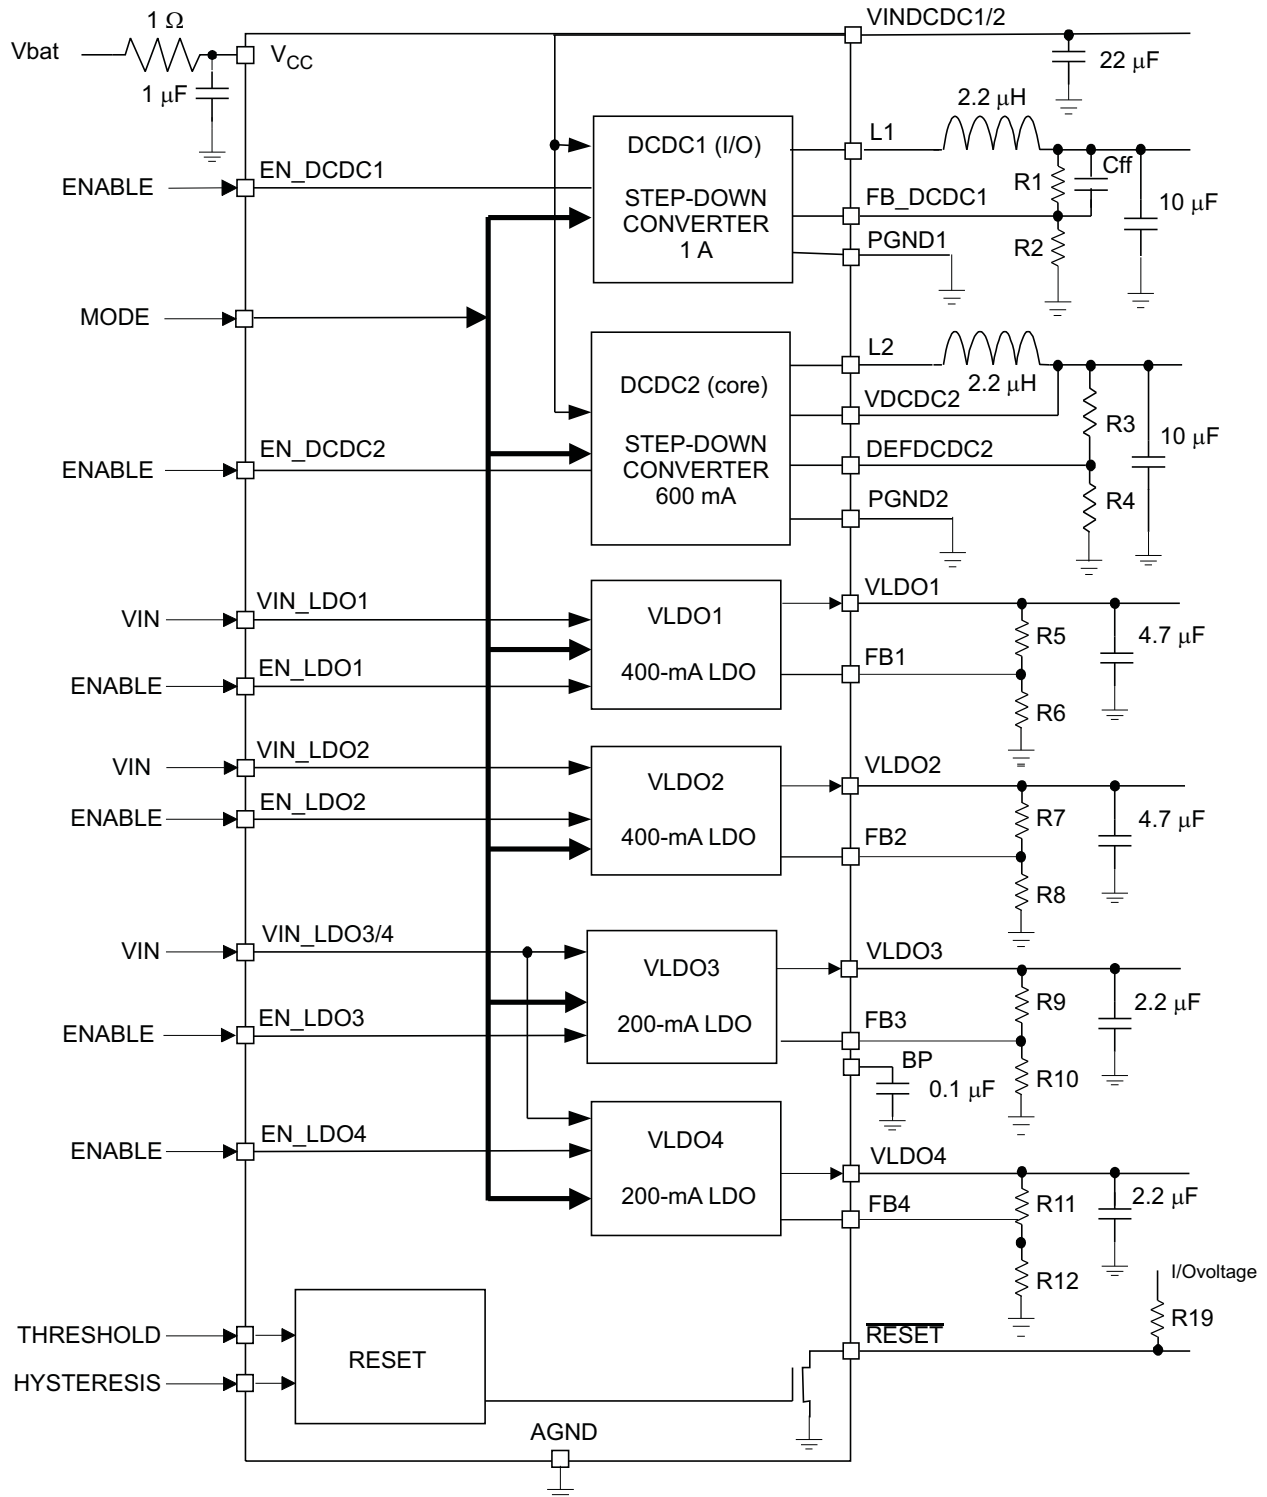 1 Ω
Vbat
VCC
1 μF
VINDCDC1/2
22 μF
2.2 μH
DCDC1 (I/O)
STEP-DOWN
CONVERTER
1 A
L1
Cff
R1
10 μF
ENABLE
EN_DCDC1
FB_DCDC1
R2
PGND1
MODE
DCDC2 (core)
STEP-DOWN
CONVERTER
600 mA
L2
2.2 μH
VDCDC2
R3
10 μF
ENABLE
EN_DCDC2
DEFDCDC2
R4
PGND2
VIN
VIN_LDO1
VLDO1
400-mA LDO
VLDO1
R5
4.7 μF
ENABLE
EN_LDO1
FB1
R6
VIN
VIN_LDO2
VLDO2
400-mA LDO
VLDO2
R7
4.7 μF
ENABLE
EN_LDO2
FB2
R8
VIN
VIN_LDO3/4
VLDO3
200-mA LDO
VLDO3
R9
2.2 μF
ENABLE
EN_LDO3
FB3
BP
0.1 μF
R10
ENABLE
EN_LDO4
VLDO4
200-mA LDO
VLDO4
R11
2.2 μF
FB4
R12
I/Ovoltage
R19
THRESHOLD
HYSTERESIS
RESET
RESET
AGND